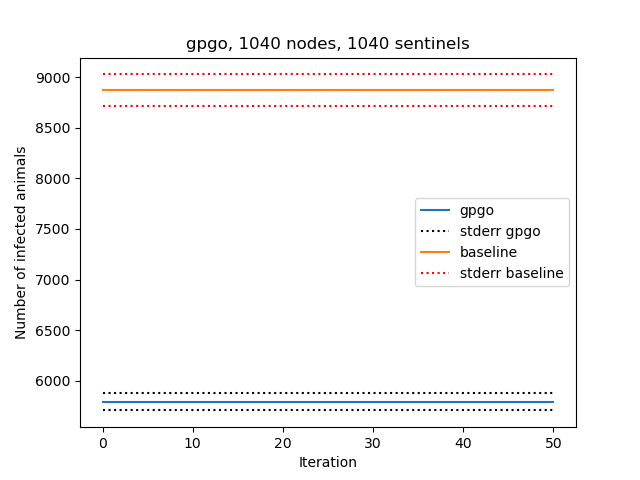 gpgo, 1040 nodes, 1040 sentinels
Number of infected animals
9000
8500
8000
7500
7000
6500
6000
gpgo
stderr gpgo
baseline
stderr baseline
0 10 20 30 40 50
Iteration